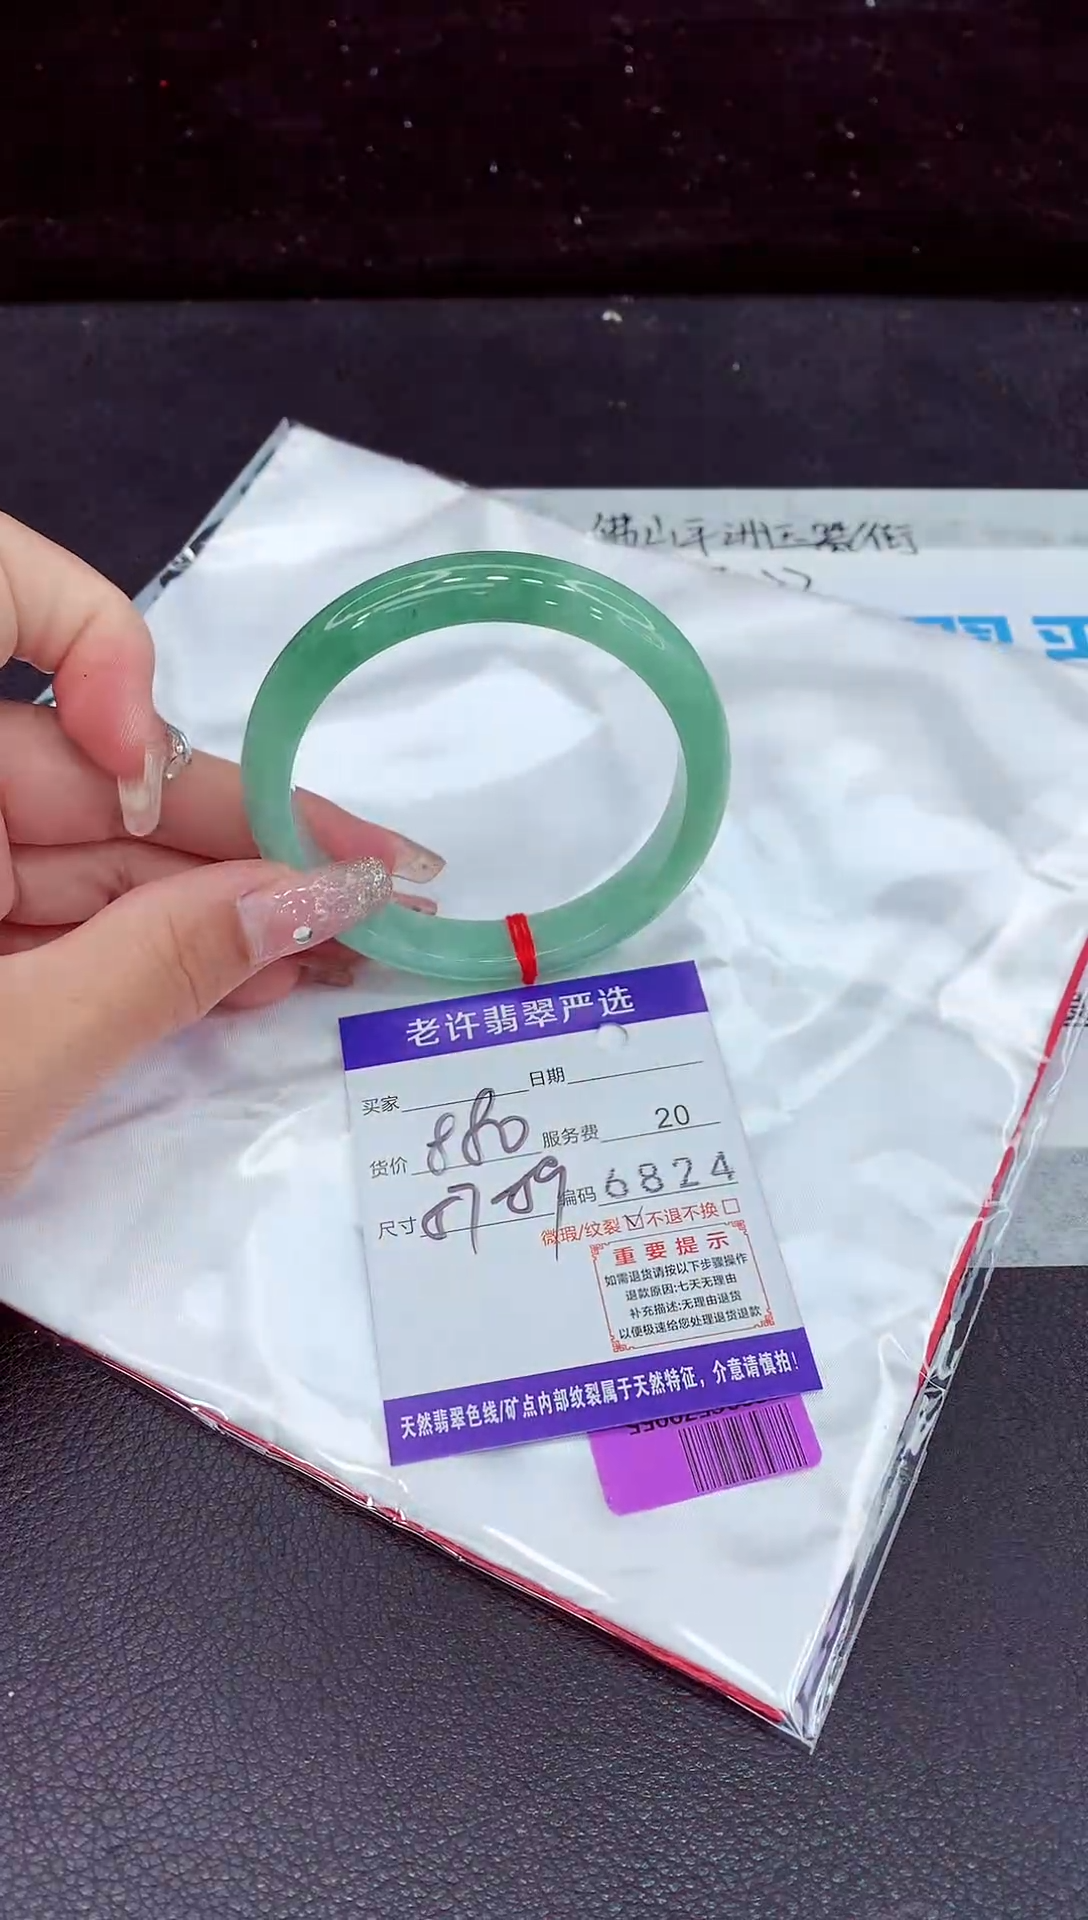 佛山平洲玉器街
老许翡翠严选
买家 日期
货价 880 服务费 20
尺寸 编码 6824
微瑕/纹裂 ☑ 不退不换 □
重要提示
如需退货请按以下步骤操作
退款原因:七天无理由
补充描述:无理由退货
以便极速给您处理退货退款
天然翡翠色线/矿点内部纹裂属于天然特征，介意请慎拍！